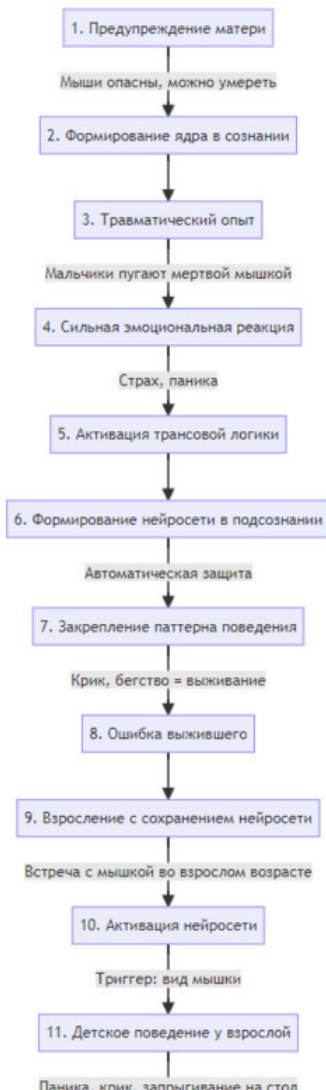 1. Предупреждение матери
Мыши опасны, можно умереть
2. Формирование ядра в сознании
3. Травматический опыт
Мальчики пугают мертвой мышкой
4. Сильная эмоциональная реакция
Страх, паника
5. Активация трансовой логики
6. Формирование нейросети в подсознании
Автоматическая защита
7. Закрепление паттерна поведения
Крик, бегство = выживание
8. Ошибка выжившего
9. Взросление с сохранением нейросети
Встреча с мышкой во взрослом возрасте
10. Активация нейросети
Триггер: вид мышки
11. Детское поведение у взрослой
Паника, крик, запрыгивание на стол